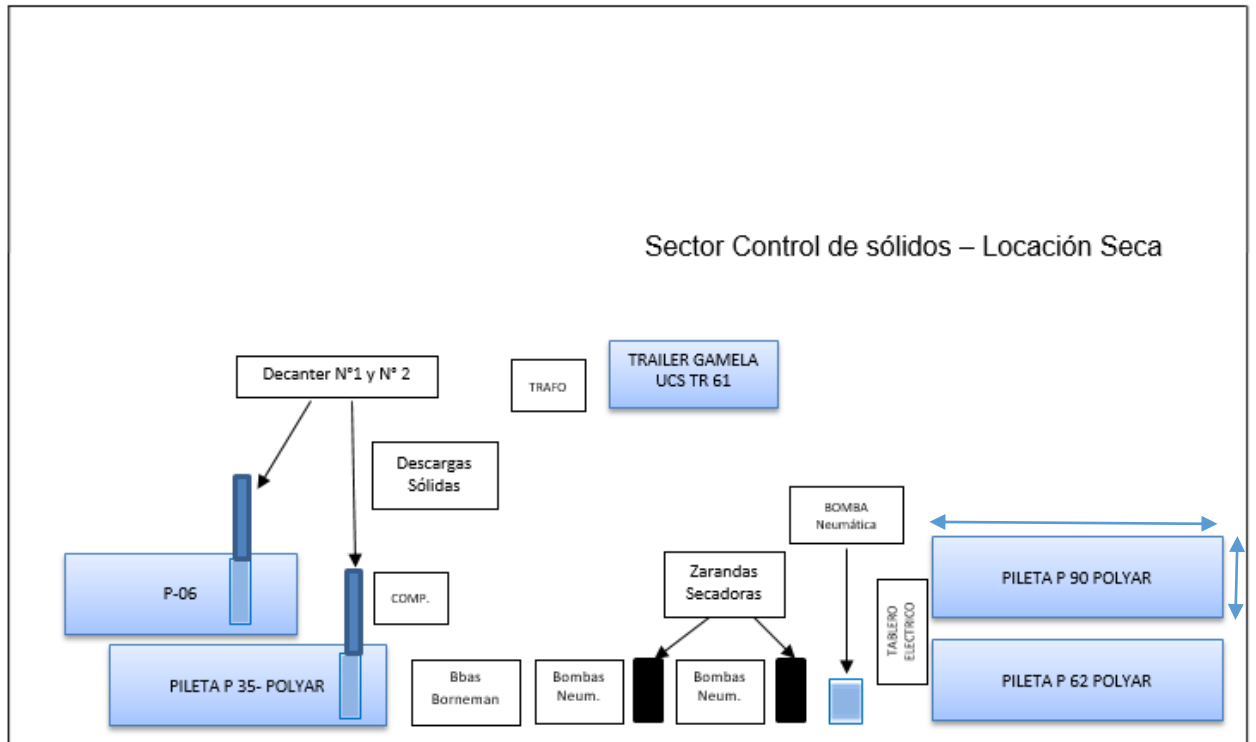 Sector Control de sólidos – Locación Seca
TRAILER GAMELA
UCS TR 61
Decanter N°1 y N° 2
TRAFO
Descargas
Sólidas
BOMBA
Neumática
Zarandas
Secadoras
PILETA P 90 POLYAR
P-06
COMP.
TABLERO
ELECTRICO
PILETA P 35- POLYAR
Bbas
Borneman
Bombas
Neum.
Bombas
Neum.
PILETA P 62 POLYAR